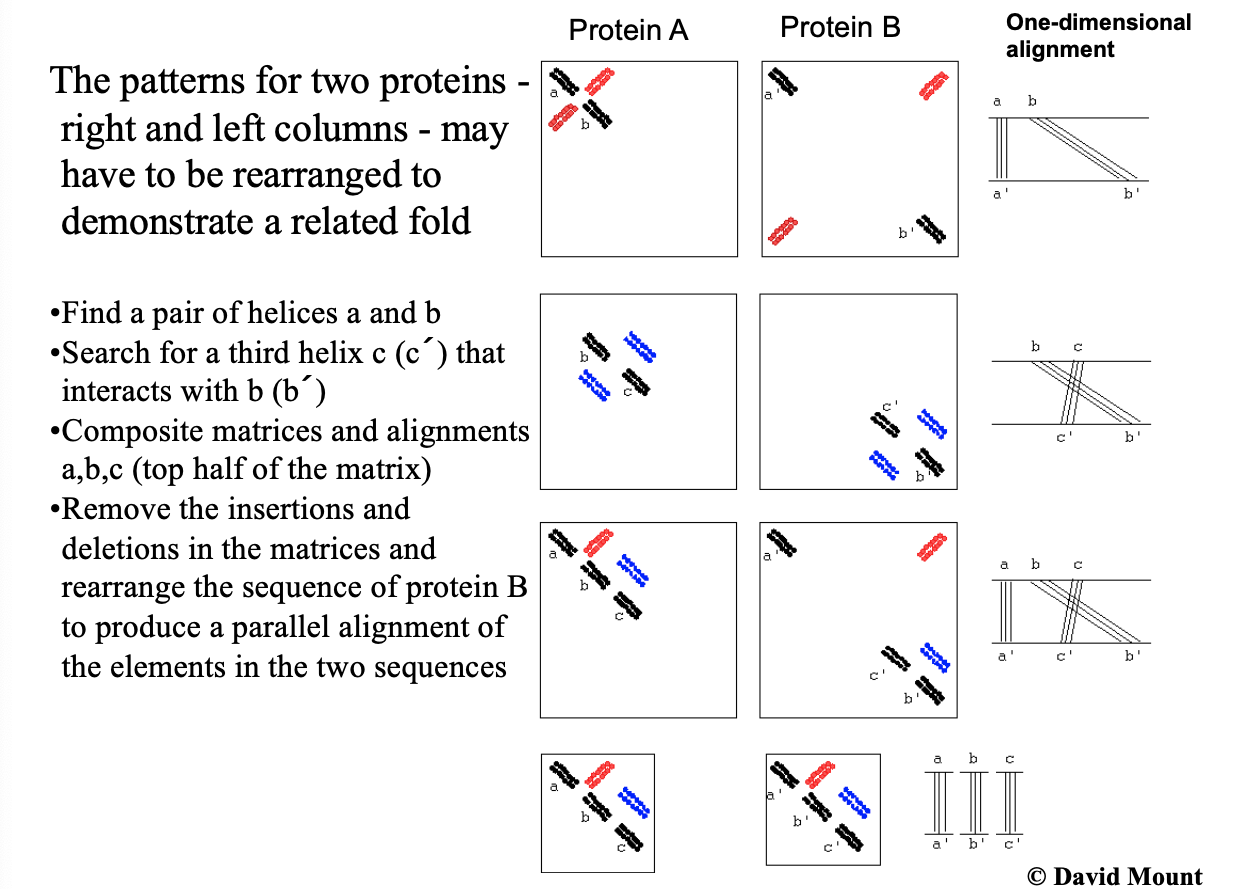 Protein A
Protein B
One-dimensional
alignment
The patterns for two proteins -
right and left columns - may
have to be rearranged to
demonstrate a related fold
a
b
a'
b'
a b
a' b'
•Find a pair of helices a and b
•Search for a third helix c (c´) that
interacts with b (b´)
•Composite matrices and alignments
a,b,c (top half of the matrix)
•Remove the insertions and
deletions in the matrices and
rearrange the sequence of protein B
to produce a parallel alignment of
the elements in the two sequences
b
c
c'
b'
b c
c' b'
a
b
c
a'
c'
b'
a b c
a' c' b'
a
b
c
a'
b'
c'
a b c
a' b' c'
© David Mount